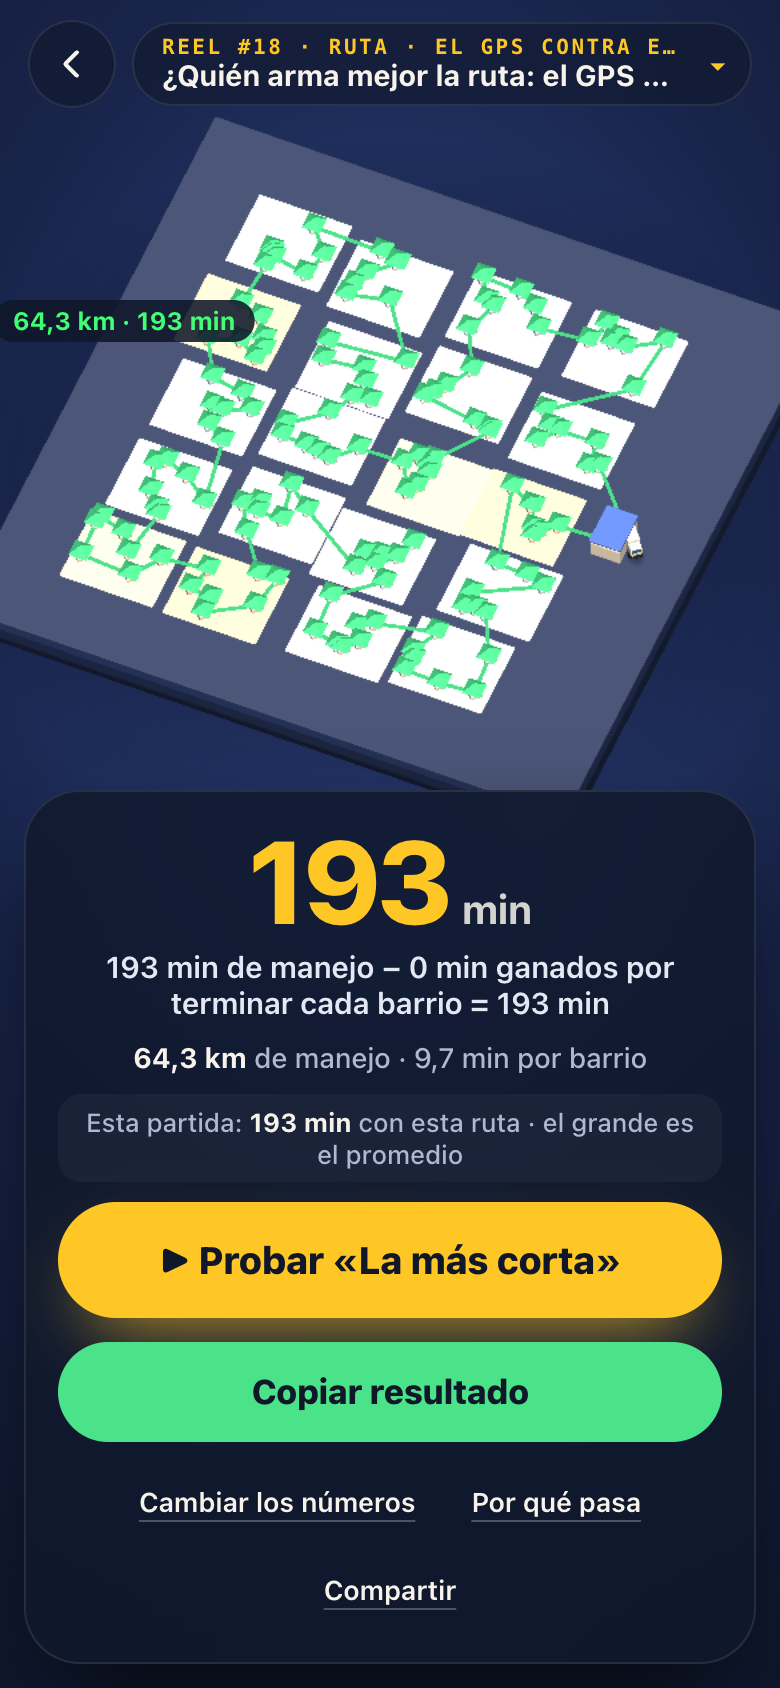 REEL #18 · RUTA · EL GPS CONTRA E…
¿Quién arma mejor la ruta: el GPS ...
64,3 km · 193 min
193 min
193 min de manejo – 0 min ganados por
terminar cada barrio = 193 min
64,3 km de manejo · 9,7 min por barrio
Esta partida: 193 min con esta ruta · el grande es
el promedio
Probar «La más corta»
Copiar resultado
Cambiar los números Por qué pasa
Compartir